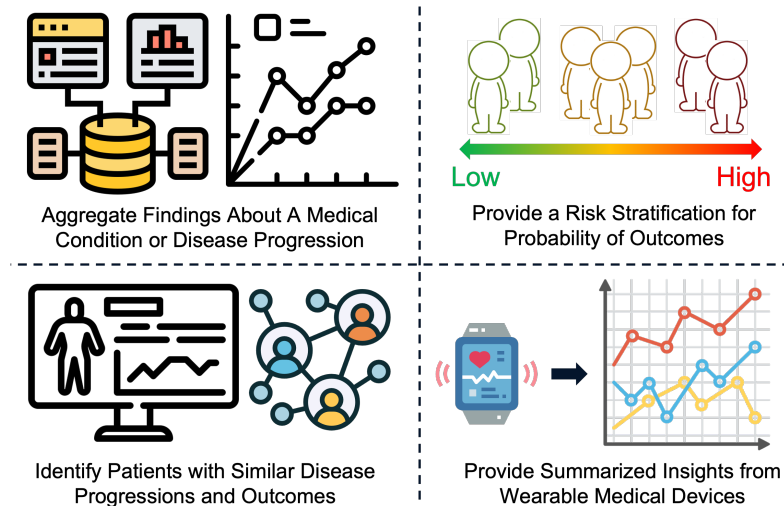 Aggregate Findings About A Medical
Condition or Disease Progression
Low
High
Provide a Risk Stratification for
Probability of Outcomes
Identify Patients with Similar Disease
Progressions and Outcomes
Provide Summarized Insights from
Wearable Medical Devices